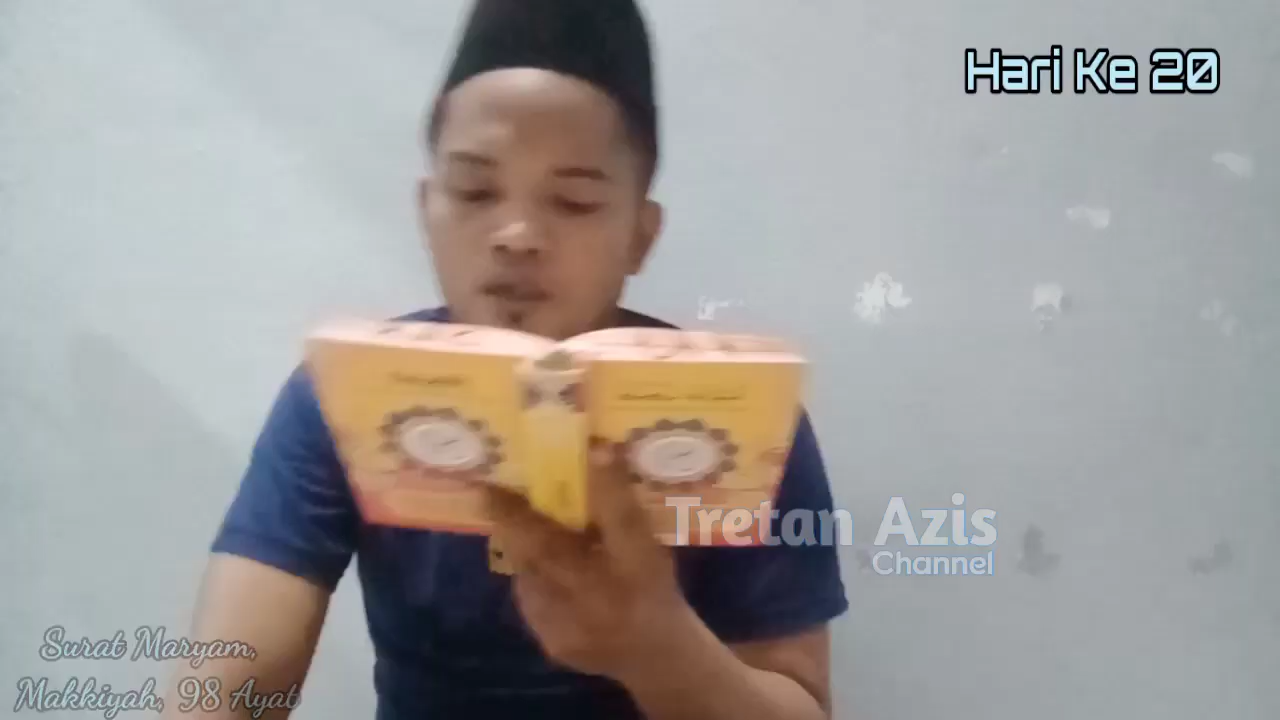 Hari Ke 20
Tretan Azis
Channel
Surat Maryam,
Makkiyah, 98 Ayat